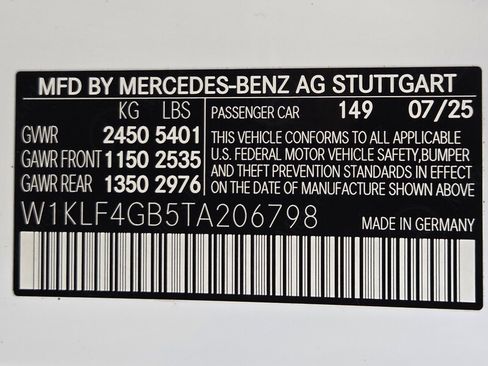 MFD BY MERCEDES-BENZ AG STUTTGART
KG LBS
PASSENGER CAR 149 07/25
GVWR 2450 5401
GAWR FRONT 1150 2535
GAWR REAR 1350 2976
THIS VEHICLE CONFORMS TO ALL APPLICABLE
U.S. FEDERAL MOTOR VEHICLE SAFETY,BUMPER
AND THEFT PREVENTION STANDARDS IN EFFECT
ON THE DATE OF MANUFACTURE SHOWN ABOVE
W1KLF4GB5TA206798
MADE IN GERMANY